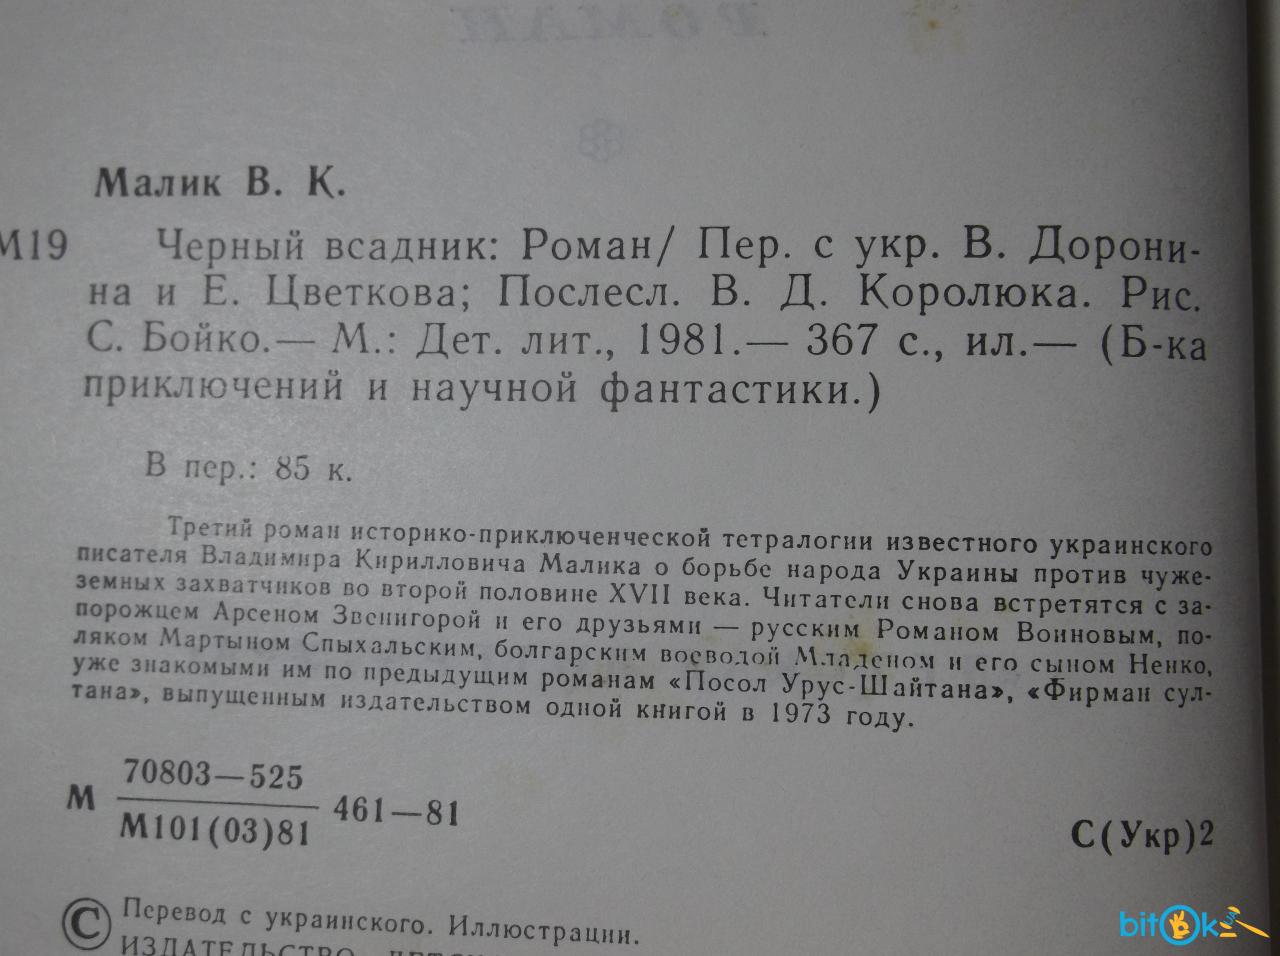 РОМАН
Малик В. К.
М19 Черный всадник: Роман/ Пер. с укр. В. Дорони-
на и Е. Цветкова; Послесл. В. Д. Королюка. Рис.
С. Бойко.— М.: Дет. лит., 1981.— 367 с., ил.— (Б-ка
приключений и научной фантастики.)
В пер.: 85 к.
Третий роман историко-приключенческой тетралогии известного украинского
писателя Владимира Кирилловича Малика о борьбе народа Украины против чуже-
земных захватчиков во второй половине XVII века. Читатели снова встретятся с за-
порожцем Арсеном Звенигорой и его друзьями — русским Романом Воиновым, по-
ляком Мартыном Спыхальским, болгарским воеводой Младеном и его сыном Ненко,
уже знакомыми им по предыдущим романам «Посол Урус-Шайтана», «Фирман сул-
тана», выпущенным издательством одной книгой в 1973 году.
70803—525
М 461—81
М101(03)81
С(Укр)2
© Перевод с украинского. Иллюстрации.
ИЗДАТЕЛЬСТВО
bitOk.ua